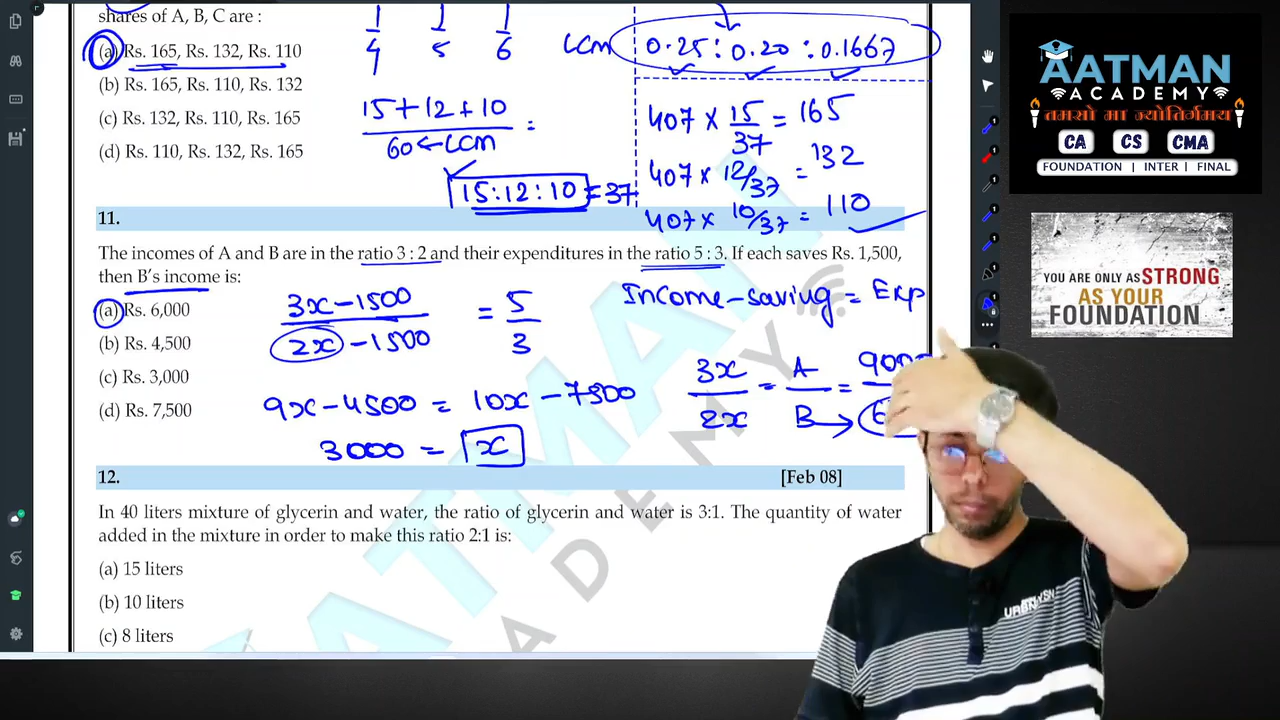 shares of A, B, C are :
(a) Rs. 165, Rs. 132, Rs. 110
(b) Rs. 165, Rs. 110, Rs. 132
(c) Rs. 132, Rs. 110, Rs. 165
(d) Rs. 110, Rs. 132, Rs. 165
1/4 1/5 1/6
LCM 0.25 : 0.20 : 0.1667
15+12+10 / 60 ← LCM =
15:12:10 = 37
407 × 15/37 = 165
407 × 12/37 = 132
407 × 10/37 = 110
11.
The incomes of A and B are in the ratio 3 : 2 and their expenditures in the ratio 5 : 3. If each saves Rs. 1,500,
then B's income is:
(a) Rs. 6,000
(b) Rs. 4,500
(c) Rs. 3,000
(d) Rs. 7,500
3x - 1500 / 2x - 1500 = 5/3
9x - 4500 = 10x - 7500
3000 = x
Income - saving = Exp
3x/2x = A/B =
12. [Feb 08]
In 40 liters mixture of glycerin and water, the ratio of glycerin and water is 3:1. The quantity of water
added in the mixture in order to make this ratio 2:1 is:
(a) 15 liters
(b) 10 liters
(c) 8 liters
AATMAN
ACADEMY
तमसो मा ज्योतिर्गमय
CA CS CMA
FOUNDATION | INTER | FINAL
YOU ARE ONLY AS STRONG
AS YOUR
FOUNDATION